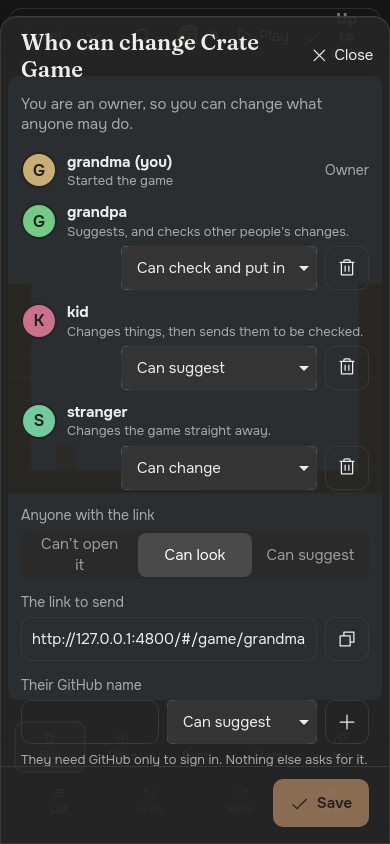 Who can change Crate
Game
Close
You are an owner, so you can change what
anyone may do.
G
grandma (you)
Started the game
Owner
G
grandpa
Suggests, and checks other people's changes.
Can check and put in
K
kid
Changes things, then sends them to be checked.
Can suggest
S
stranger
Changes the game straight away.
Can change
Anyone with the link
Can't open
it
Can look
Can suggest
The link to send
http://127.0.0.1:4800/#/game/grandma
Their GitHub name
Can suggest
They need GitHub only to sign in. Nothing else asks for it.
Save